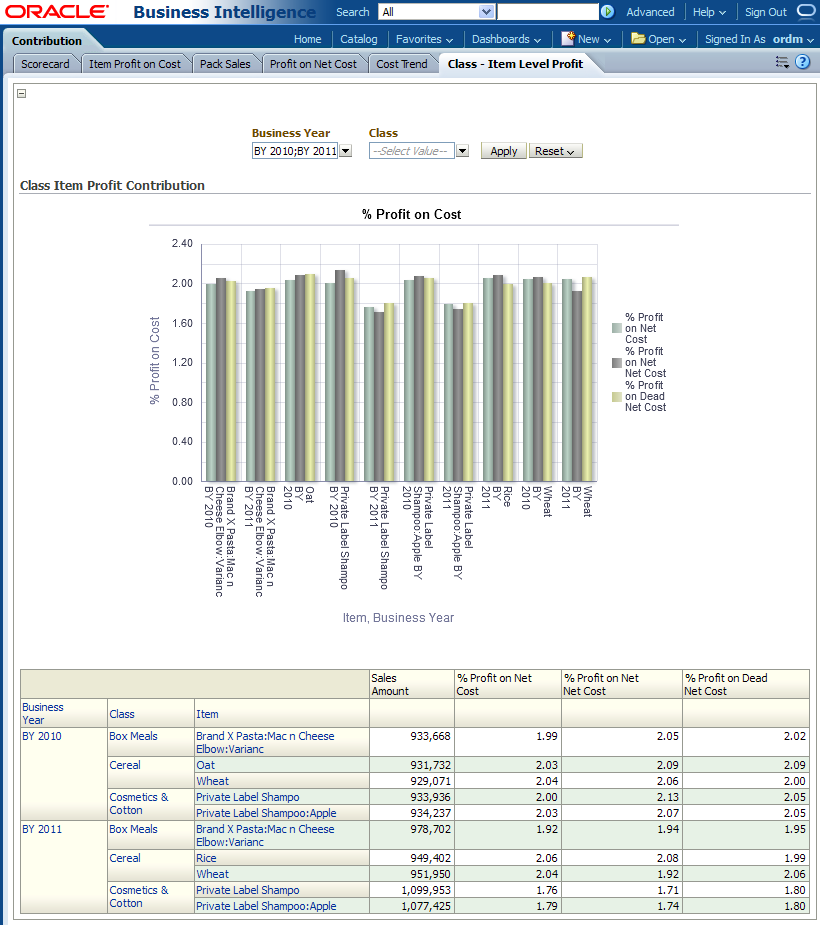 ORACLE Business Intelligence Search All Advanced Help Sign Out
Contribution Home Catalog Favorites Dashboards New Open Signed In As ordm
Scorecard Item Profit on Cost Pack Sales Profit on Net Cost Cost Trend Class - Item Level Profit
Business Year Class
BY 2010;BY 2011 --Select Value-- Apply Reset
Class Item Profit Contribution
% Profit on Cost
2.40
2.00
1.60
1.20
0.80
0.40
0.00
% Profit on Cost
% Profit
on Net
Cost
% Profit
on Net
Net Cost
% Profit
on Dead
Net Cost
Brand X Pasta:Mac n
Cheese Elbow:Varianc
BY 2010
Brand X Pasta:Mac n
Cheese Elbow:Varianc
BY 2011
Oat
BY
2010
Private Label Shampo
BY 2010
Private Label Shampo
BY 2011
Private Label
Shampoo:Apple BY
2010
Private Label
Shampoo:Apple BY
2011
Rice
BY
2011
Wheat
BY
2010
Wheat
BY
2011
Item, Business Year
Sales Amount % Profit on Net Cost % Profit on Net Net Cost % Profit on Dead Net Cost
Business Year Class Item
BY 2010 Box Meals Brand X Pasta:Mac n Cheese Elbow:Varianc 933,668 1.99 2.05 2.02
Cereal Oat 931,732 2.03 2.09 2.09
Wheat 929,071 2.04 2.06 2.00
Cosmetics & Cotton Private Label Shampo 933,936 2.00 2.13 2.05
Private Label Shampoo:Apple 934,237 2.03 2.07 2.05
BY 2011 Box Meals Brand X Pasta:Mac n Cheese Elbow:Varianc 978,702 1.92 1.94 1.95
Cereal Rice 949,402 2.06 2.08 1.99
Wheat 951,950 2.04 1.92 2.06
Cosmetics & Cotton Private Label Shampo 1,099,953 1.76 1.71 1.80
Private Label Shampoo:Apple 1,077,425 1.79 1.74 1.80